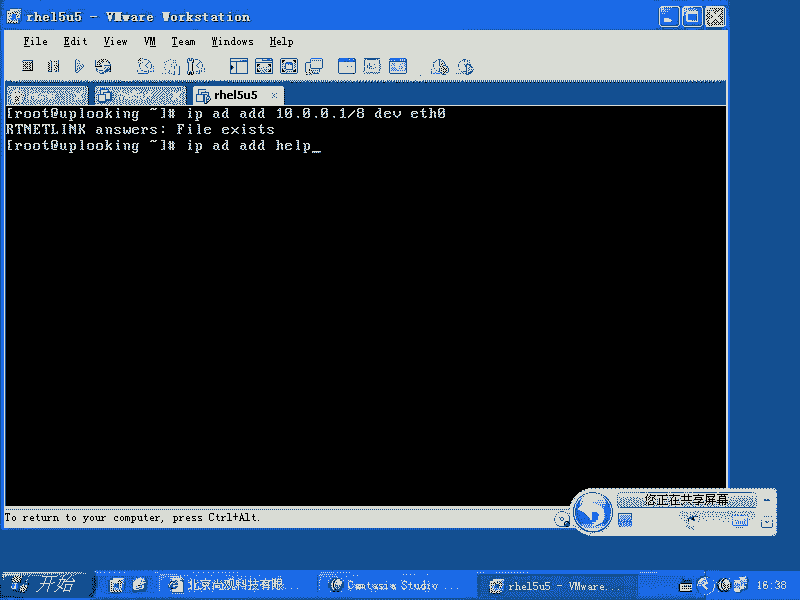 rhel5u5 - VMware Workstation
File Edit View VM Team Windows Help
rhel5u5 ×
[root@uplooking ~]# ip ad add 10.0.0.1/8 dev eth0
RTNETLINK answers: File exists
[root@uplooking ~]# ip ad add help_
To return to your computer, press Ctrl+Alt.
您正在共享屏幕
开始 北京尚观科技有限... Camtasia Studio ... rhel5u5 - VMware... 16:38